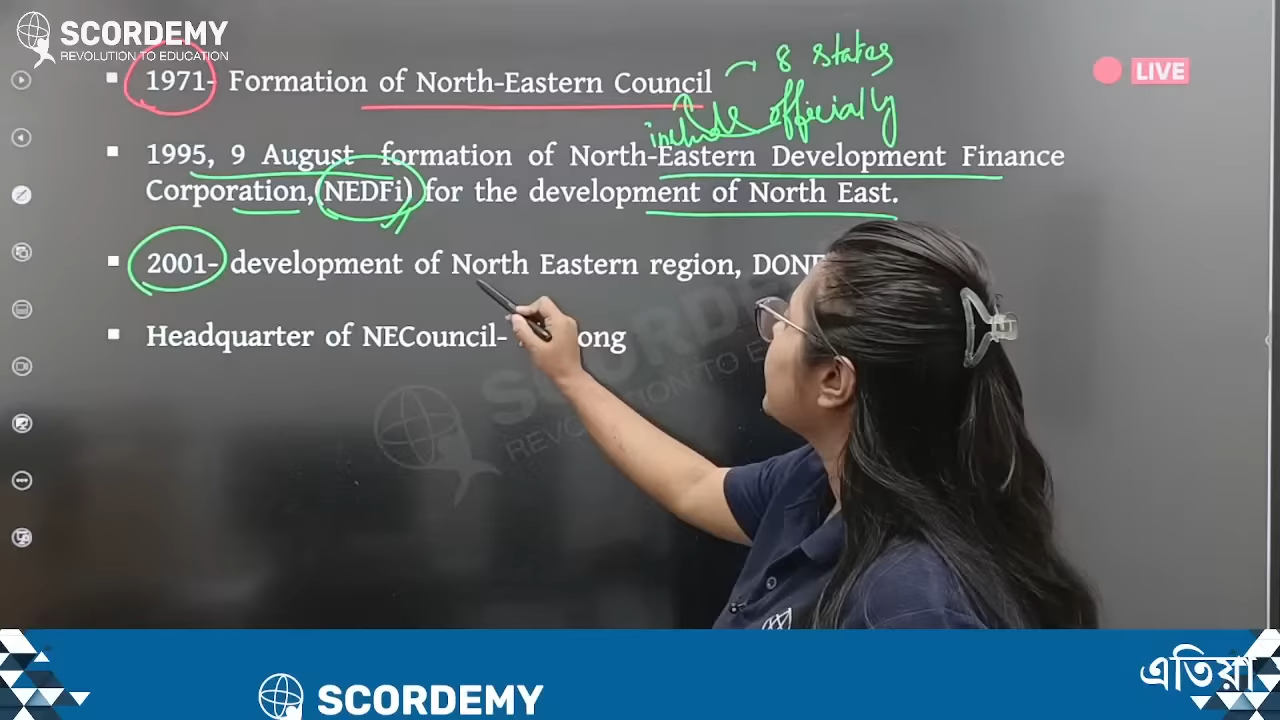 SCORDEMY
REVOLUTION TO EDUCATION
8 states
1971- Formation of North-Eastern Council
LIVE
include officially
1995, 9 August formation of North-Eastern Development Finance
Corporation, (NEDFi) for the development of North East.
2001- development of North Eastern region,
Headquarter of NECouncil-
SCORDEMY
এতিয়া